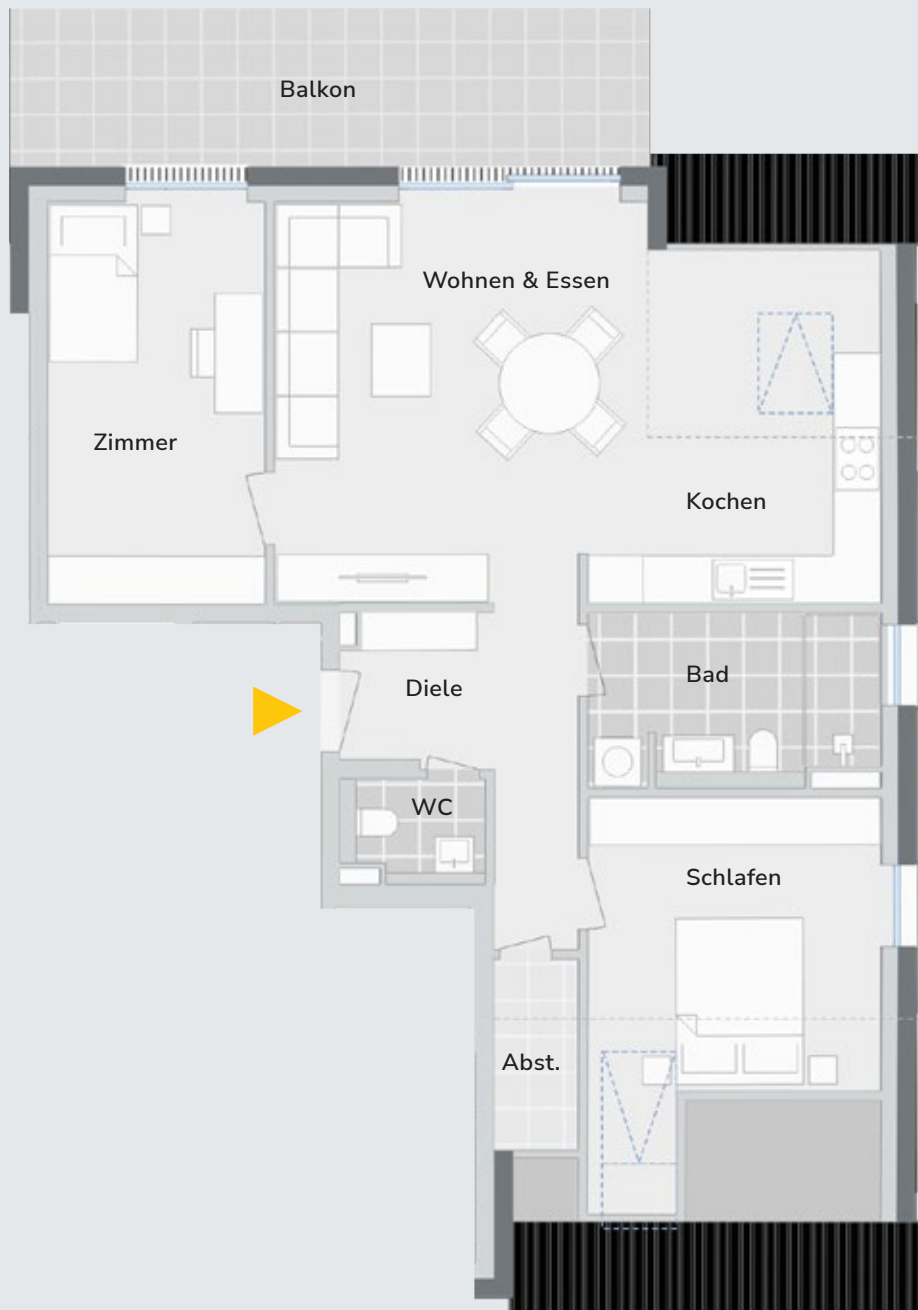 Balkon
Wohnen & Essen
Zimmer
Kochen
Diele
Bad
WC
Schlafen
Abst.